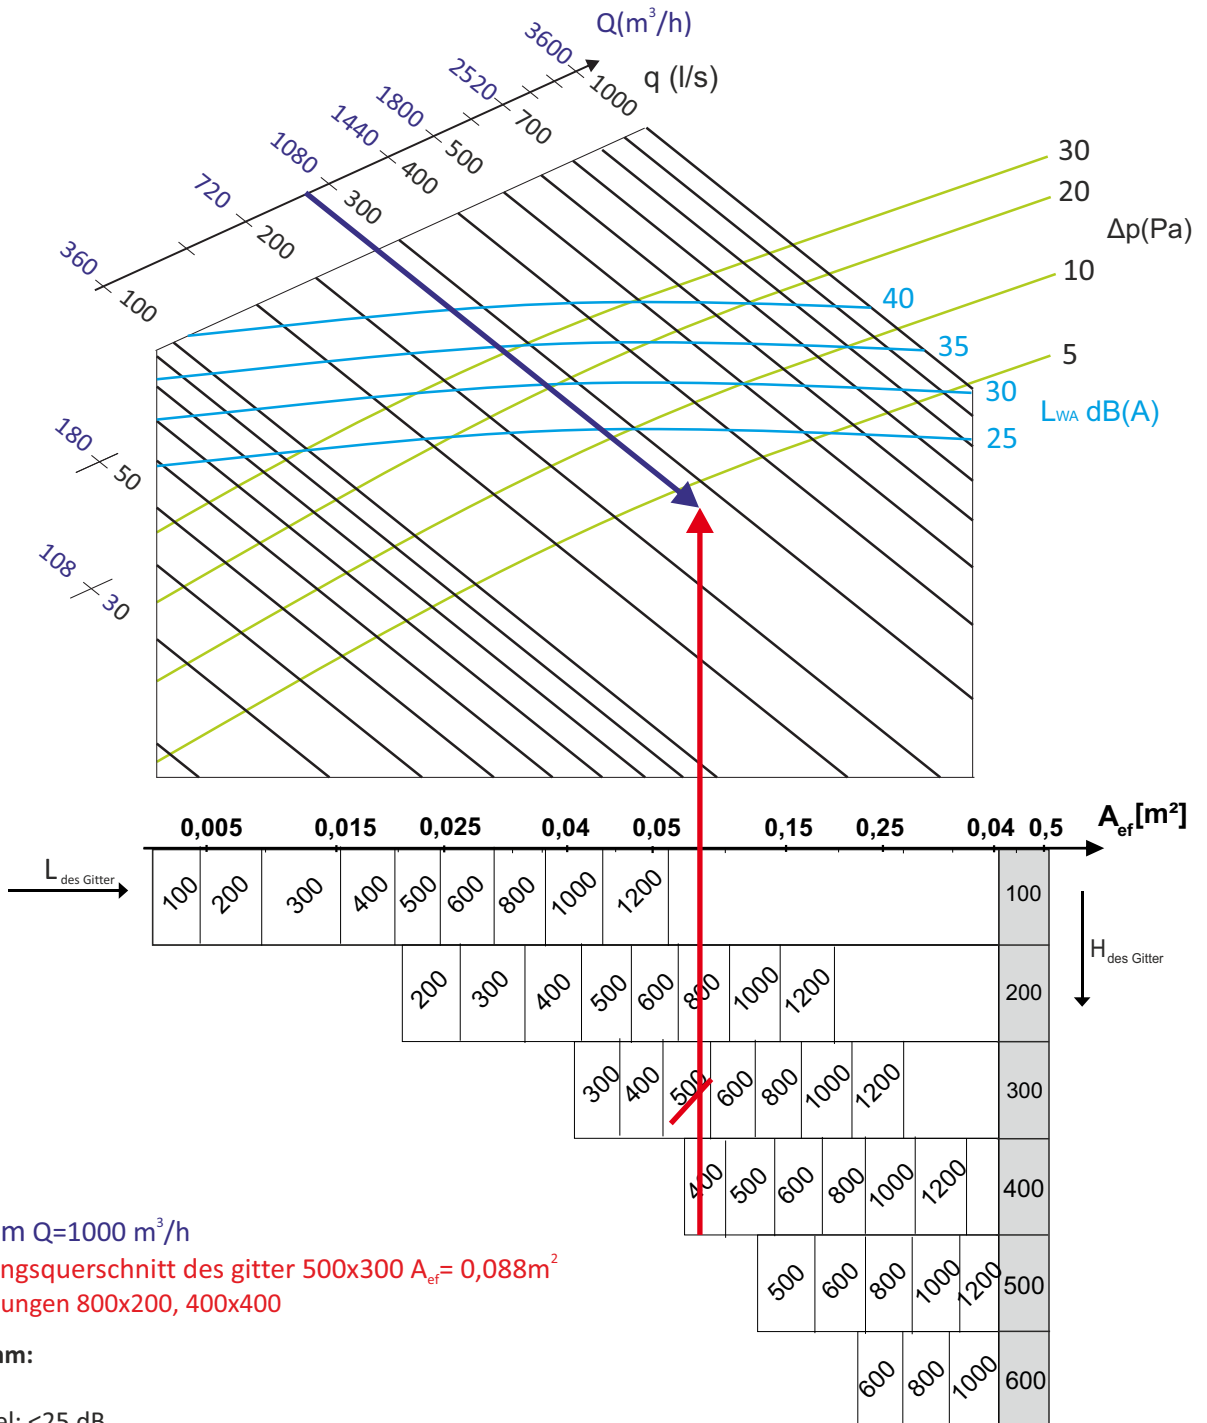 Q(m³/h)
q (l/s)
3600
1000
2520
700
1800
500
1440
400
1080
300
720
200
360
100
180
50
108
30
30
20
Δp(Pa)
10
5
40
35
30
25
LWA dB(A)
0,005 0,015 0,025 0,04 0,05 0,15 0,25 0,04 0,5 Aef[m²]
L des Gitter
100 200 300 400 500 600 800 1000 1200 100
H des Gitter
200 300 400 500 600 800 1000 1200 200
300 400 500 600 800 1000 1200 300
400 500 600 800 1000 1200 400
500 600 800 1000 1200 500
600 800 1000 600
m Q=1000 m³/h
ngsquerschnitt des gitter 500x300 Aef= 0,088m²
ungen 800x200, 400x400
m:
el: <25 dB